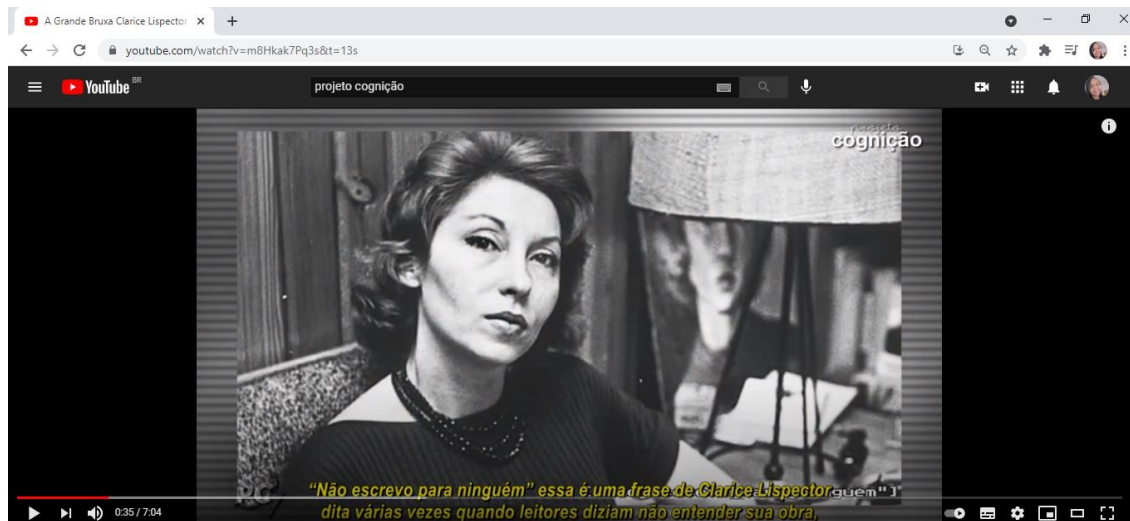 A Grande Bruxa Clarice Lispector
youtube.com/watch?v=m8Hkak7Pq3s&t=13s
YouTube BR
projeto cognição
projeto
cognição
"Não escrevo para ninguém" essa é uma frase de Clarice Lispector
guém"]
dita várias vezes quando leitores diziam não entender sua obra,
0:35 / 7:04